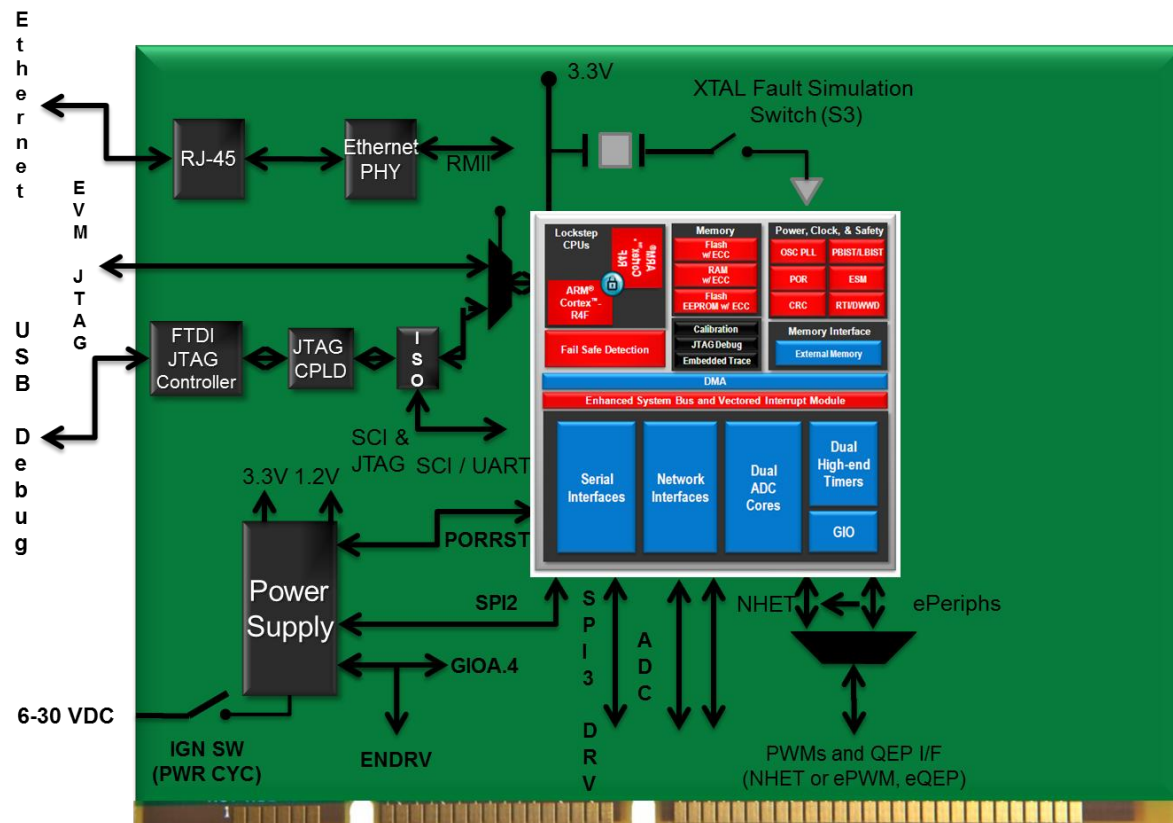 Ethernet
3.3V
XTAL Fault Simulation
Switch (S3)
RJ-45
Ethernet
PHY
RMII
EVM JTAG
Lockstep
CPUs
ARM®
Cortex™-
R4F
ARM®
Cortex™-
R4F
Fail Safe Detection
Memory
Flash
w/ ECC
RAM
w/ ECC
Flash
EEPROM w/ ECC
Calibration
JTAG Debug
Embedded Trace
Power, Clock, & Safety
OSC PLL
PBIST/LBIST
POR
ESM
CRC
RTI/DWWD
Memory Interface
External Memory
DMA
Enhanced System Bus and Vectored Interrupt Module
Serial
Interfaces
Network
Interfaces
Dual
ADC
Cores
Dual
High-end
Timers
GIO
USB Debug
FTDI
JTAG
Controller
JTAG
CPLD
ISO
SCI &
JTAG
SCI / UART
3.3V 1.2V
Power
Supply
PORRST
SPI2
GIOA.4
ENDRV
6-30 VDC
IGN SW
(PWR CYC)
SPI3 DRV
ADC
NHET
ePeriphs
PWMs and QEP I/F
(NHET or ePWM, eQEP)